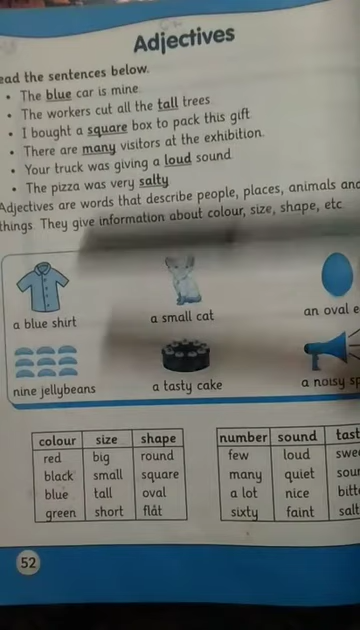 Adjectives
ead the sentences below.
• The blue car is mine.
• The workers cut all the tall trees
• I bought a square box to pack this gift
• There are many visitors at the exhibition.
• Your truck was giving a loud sound
• The pizza was very salty
Adjectives are words that describe people, places, animals and
things. They give information about colour, size, shape, etc
a blue shirt
a small cat
an oval e
nine jellybeans
a tasty cake
a noisy sp
colour size shape
red big round
black small square
blue tall oval
green short flat
number sound tast
few loud swee
many quiet sour
a lot nice bitt
sixty faint salt
52